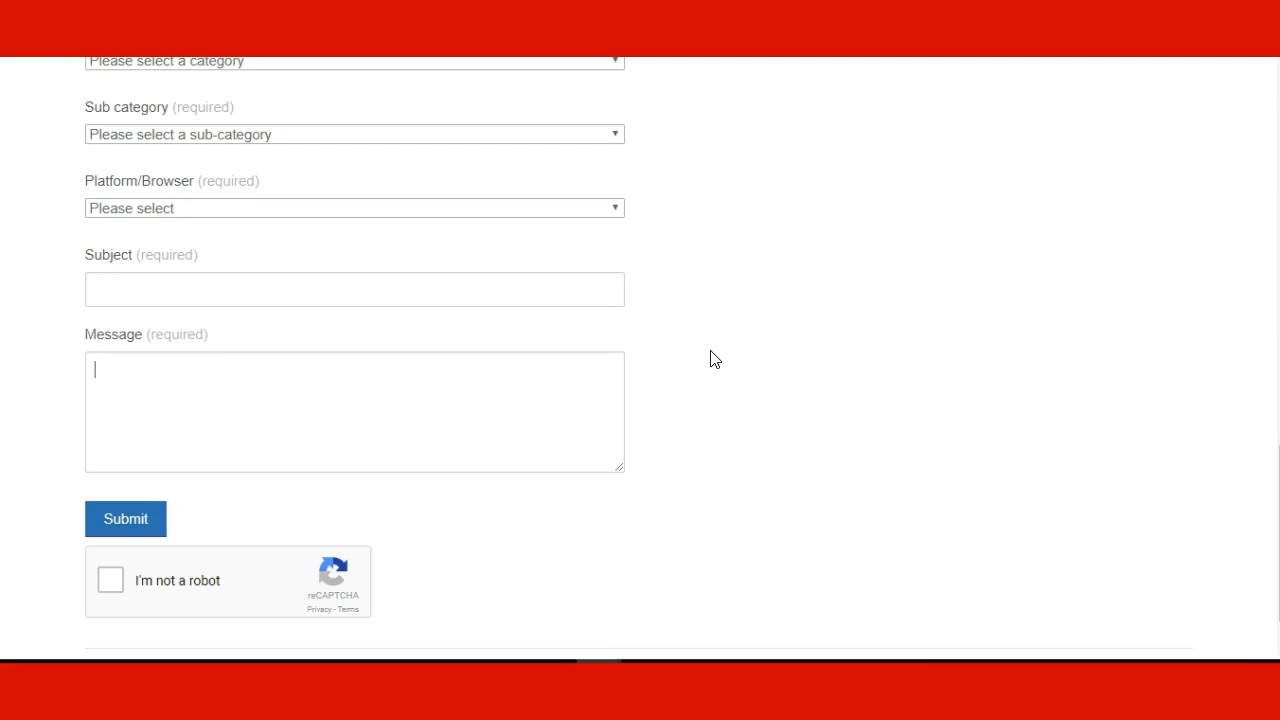 Please select a category
Sub category (required)
Please select a sub-category
Platform/Browser (required)
Please select
Subject (required)
Message (required)
Submit
I'm not a robot
reCAPTCHA
Privacy - Terms